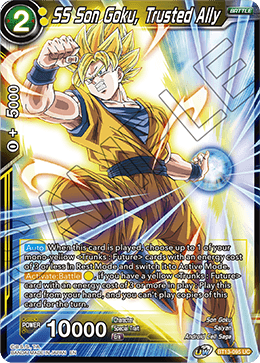 2
SS Son Goku, Trusted Ally
BATTLE
0 + 5000
Auto When this card is played, choose up to 1 of your
mono-yellow <Trunks : Future> cards with an energy cost
of 3 or less in Rest Mode and switch it to Active Mode.
Activate: Battle , if you have a yellow <Trunks : Future>
card with an energy cost of 3 or more in play: Play this
card from your hand, and you can't play copies of this
card for the turn.
POWER
10000
Character
Son Goku
Special Trait
Saiyan
Era
Android Cell Saga
BT13-095 UC